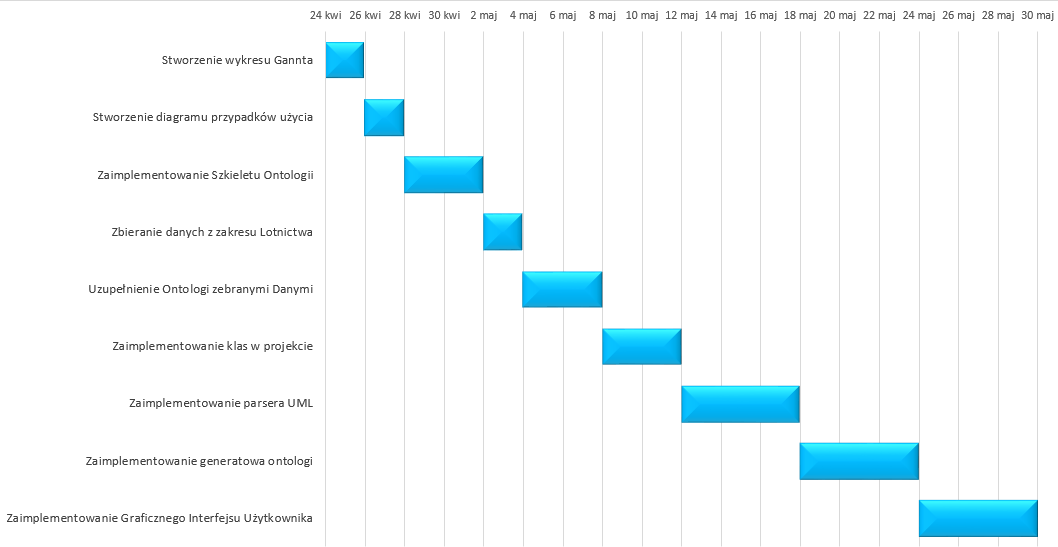 24 kwi 26 kwi 28 kwi 30 kwi 2 maj 4 maj 6 maj 8 maj 10 maj 12 maj 14 maj 16 maj 18 maj 20 maj 22 maj 24 maj 26 maj 28 maj 30 maj
Stworzenie wykresu Gannta
Stworzenie diagramu przypadków użycia
Zaimplementowanie Szkieletu Ontologii
Zbieranie danych z zakresu Lotnictwa
Uzupełnienie Ontologi zebranymi Danymi
Zaimplementowanie klas w projekcie
Zaimplementowanie parsera UML
Zaimplementowanie generatowa ontologi
Zaimplementowanie Graficznego Interfejsu Użytkownika